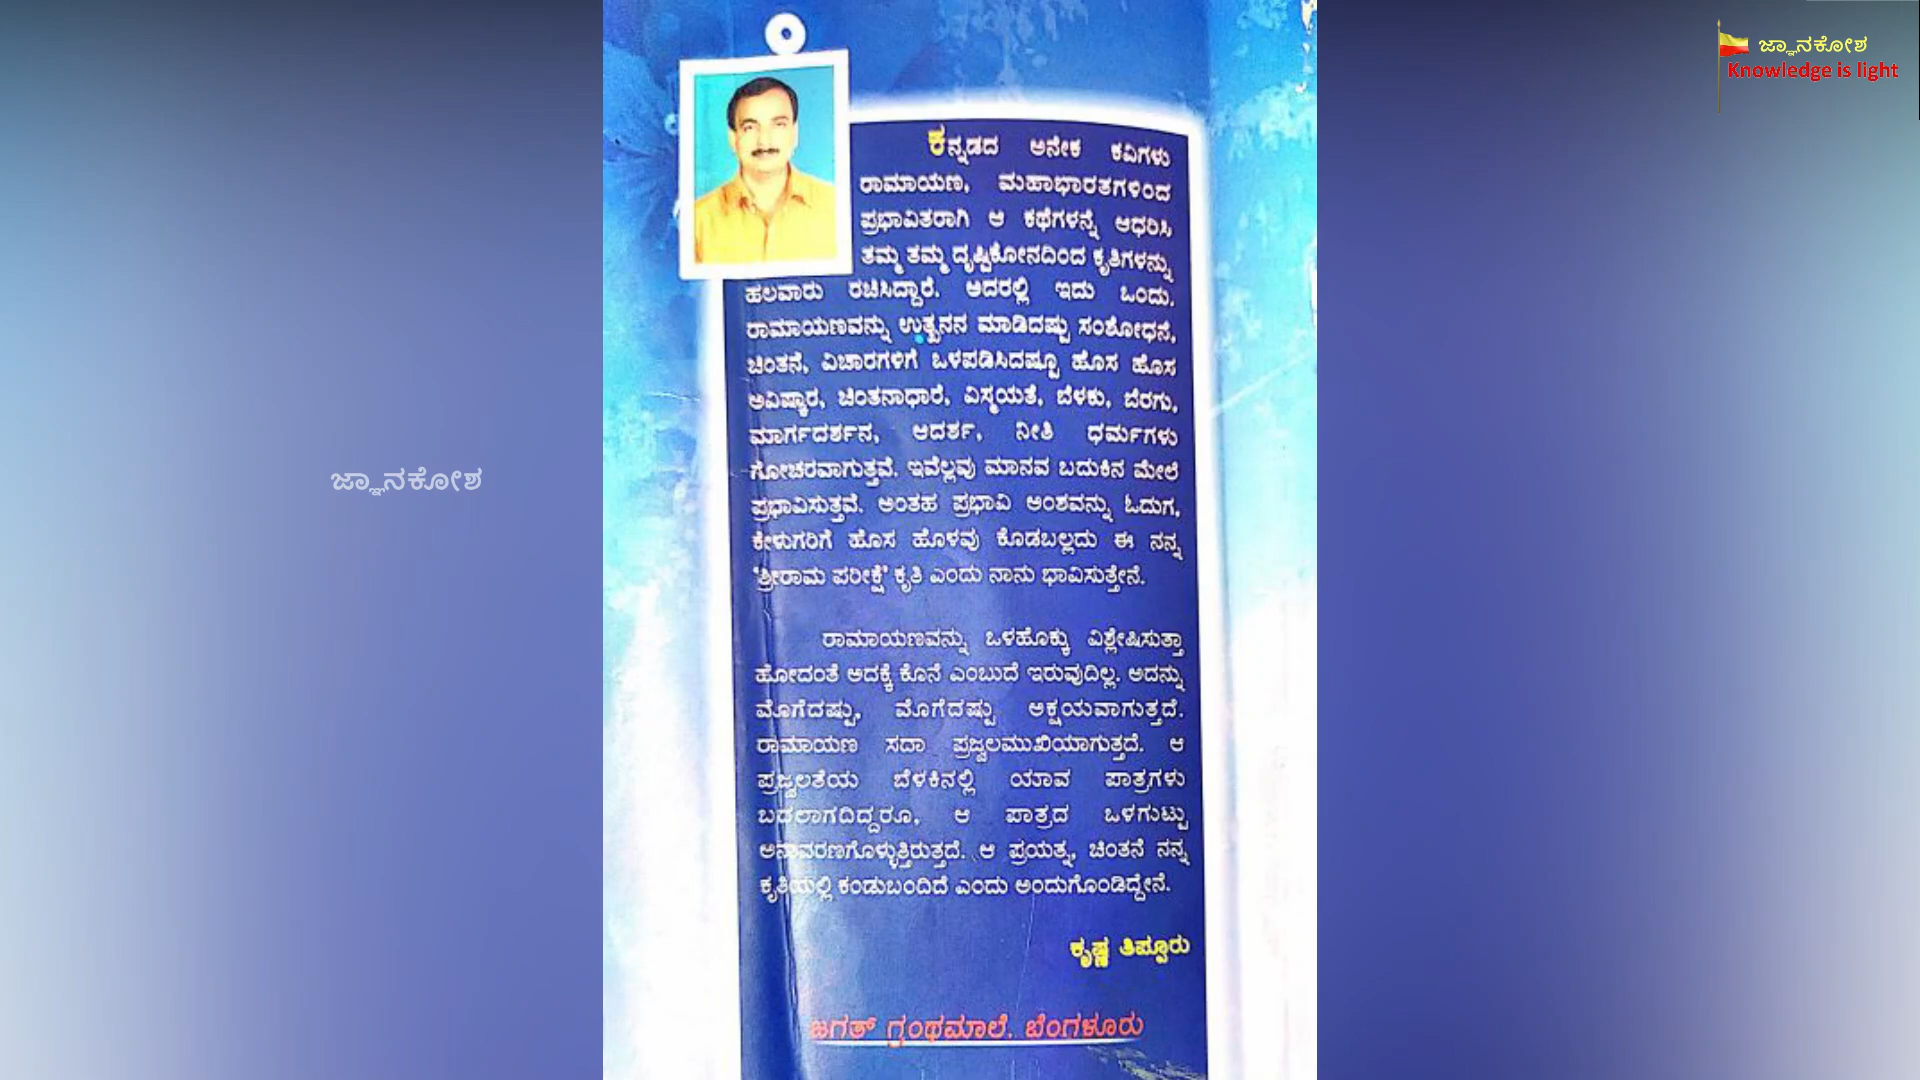 ಜ್ಞಾನಕೋಶ
Knowledge is light
ಜ್ಞಾನಕೋಶ
ಕನ್ನಡದ ಅನೇಕ ಕವಿಗಳು
ರಾಮಾಯಣ, ಮಹಾಭಾರತಗಳಿಂದ
ಪ್ರಭಾವಿತರಾಗಿ ಆ ಕಥೆಗಳನ್ನೆ ಆಧರಿಸಿ
ತಮ್ಮ ತಮ್ಮ ದೃಷ್ಟಿಕೋನದಿಂದ ಕೃತಿಗಳನ್ನು
ಹಲವಾರು ರಚಿಸಿದ್ದಾರೆ. ಅದರಲ್ಲಿ ಇದು ಒಂದು.
ರಾಮಾಯಣವನ್ನು ಉತ್ಖನನ ಮಾಡಿದಷ್ಟು ಸಂಶೋಧನೆ,
ಚಿಂತನೆ, ವಿಚಾರಗಳಿಗೆ ಒಳಪಡಿಸಿದಷ್ಟೂ ಹೊಸ ಹೊಸ
ಅವಿಷ್ಕಾರ, ಚಿಂತನಾಧಾರೆ, ವಿಸ್ಮಯತೆ, ಬೆಳಕು, ಬೆರಗು,
ಮಾರ್ಗದರ್ಶನ, ಆದರ್ಶ, ನೀತಿ ಧರ್ಮಗಳು
ಗೋಚರವಾಗುತ್ತವೆ. ಇವೆಲ್ಲವು ಮಾನವ ಬದುಕಿನ ಮೇಲೆ
ಪ್ರಭಾವಿಸುತ್ತವೆ. ಅಂತಹ ಪ್ರಭಾವಿ ಅಂಶವನ್ನು ಓದುಗ,
ಕೇಳುಗರಿಗೆ ಹೊಸ ಹೊಳವು ಕೊಡಬಲ್ಲದು ಈ ನನ್ನ
'ಶ್ರೀರಾಮ ಪರೀಕ್ಷೆ' ಕೃತಿ ಎಂದು ನಾನು ಭಾವಿಸುತ್ತೇನೆ.
ರಾಮಾಯಣವನ್ನು ಒಳಹೊಕ್ಕು ವಿಶ್ಲೇಷಿಸುತ್ತಾ
ಹೋದಂತೆ ಅದಕ್ಕೆ ಕೊನೆ ಎಂಬುದೆ ಇರುವುದಿಲ್ಲ. ಅದನ್ನು
ಮೊಗೆದಷ್ಟು, ಮೊಗೆದಷ್ಟು ಅಕ್ಷಯವಾಗುತ್ತದೆ.
ರಾಮಾಯಣ ಸದಾ ಪ್ರಜ್ವಲಮುಖಿಯಾಗುತ್ತದೆ. ಆ
ಪ್ರಜ್ವಲತೆಯ ಬೆಳಕಿನಲ್ಲಿ ಯಾವ ಪಾತ್ರಗಳು
ಬದಲಾಗದಿದ್ದರೂ, ಆ ಪಾತ್ರದ ಒಳಗುಟ್ಟು
ಅನಾವರಣಗೊಳ್ಳುತ್ತಿರುತ್ತದೆ. ಆ ಪ್ರಯತ್ನ, ಚಿಂತನೆ ನನ್ನ
ಕೃತಿಯಲ್ಲಿ ಕಂಡುಬಂದಿದೆ ಎಂದು ಅಂದುಗೊಂಡಿದ್ದೇನೆ.
ಕೃಷ್ಣ ತಿಪ್ಪೂರು
ಜಗತ್ ಗ್ರಂಥಮಾಲೆ. ಬೆಂಗಳೂರು